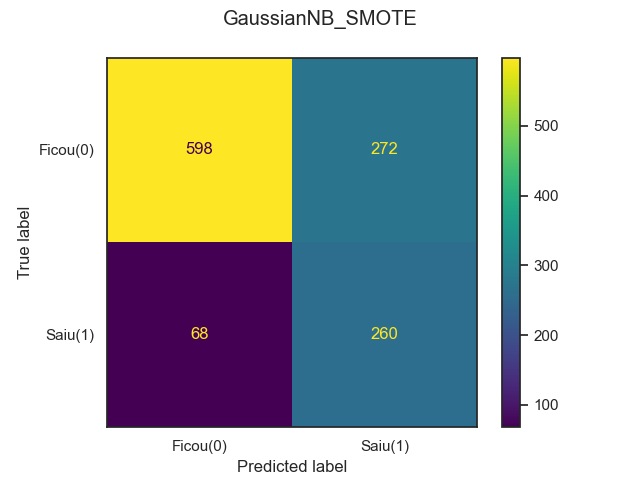 GaussianNB_SMOTE
Ficou(0)
598
272
Saiu(1)
68
260
Ficou(0)
Saiu(1)
Predicted label
True label
500
400
300
200
100